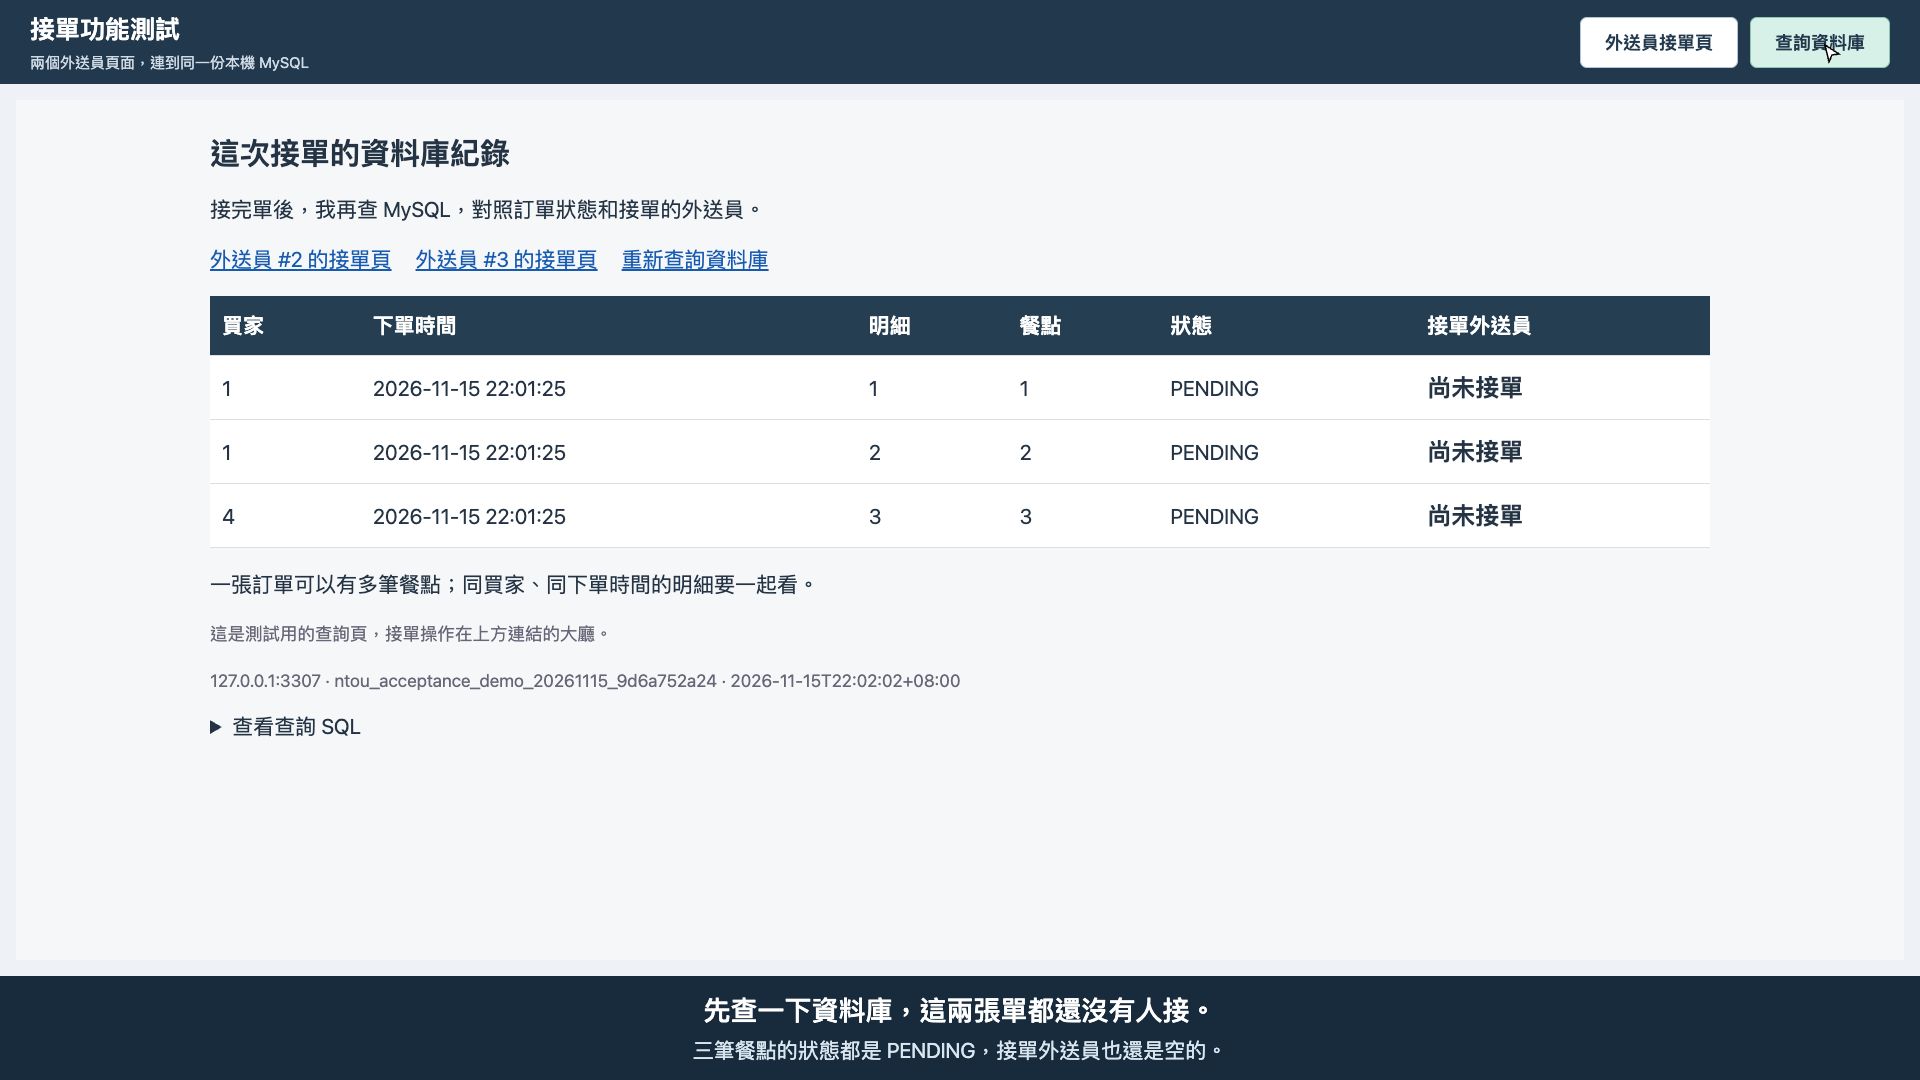 接單功能測試
兩個外送員頁面，連到同一份本機 MySQL
外送員接單頁
查詢資料庫
這次接單的資料庫紀錄
接完單後，我再查 MySQL，對照訂單狀態和接單的外送員。
外送員 #2 的接單頁 外送員 #3 的接單頁 重新查詢資料庫
買家 下單時間 明細 餐點 狀態 接單外送員
1 2026-11-15 22:01:25 1 1 PENDING 尚未接單
1 2026-11-15 22:01:25 2 2 PENDING 尚未接單
4 2026-11-15 22:01:25 3 3 PENDING 尚未接單
一張訂單可以有多筆餐點；同買家、同下單時間的明細要一起看。
這是測試用的查詢頁，接單操作在上方連結的大廳。
127.0.0.1:3307 · ntou_acceptance_demo_20261115_9d6a752a24 · 2026-11-15T22:02:02+08:00
▶ 查看查詢 SQL
先查一下資料庫，這兩張單都還沒有人接。
三筆餐點的狀態都是 PENDING，接單外送員也還是空的。